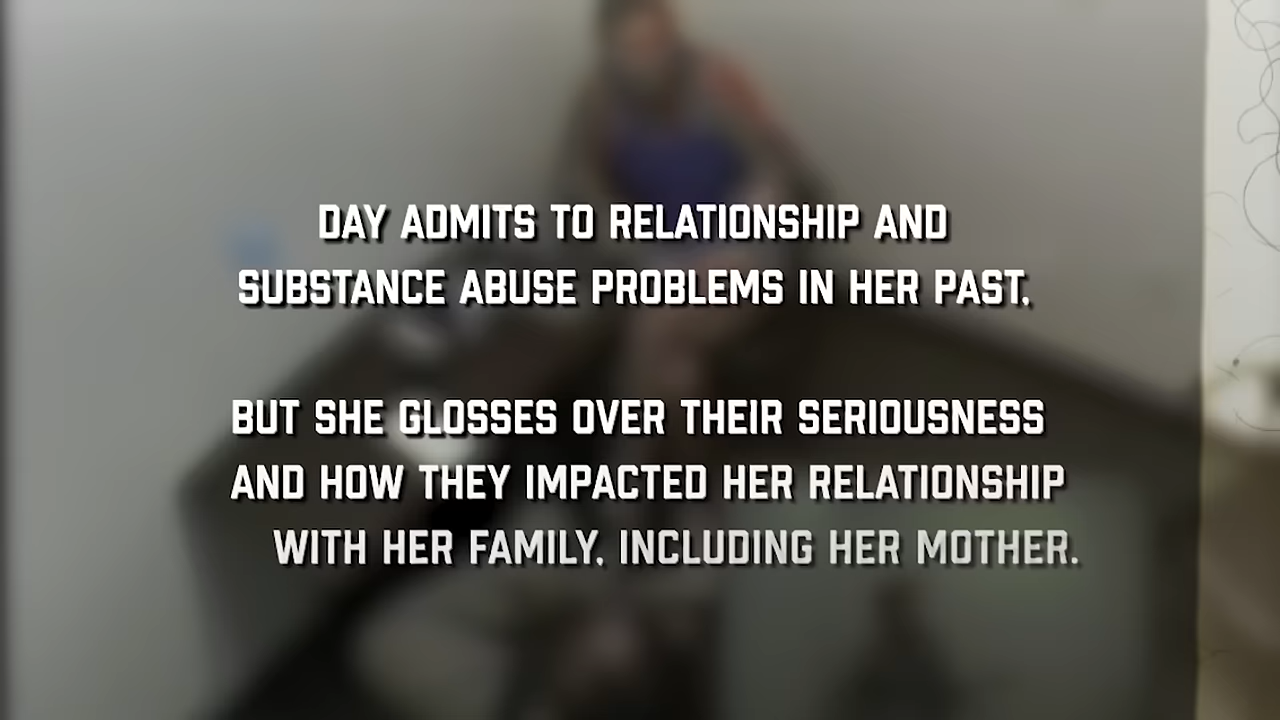 DAY ADMITS TO RELATIONSHIP AND
SUBSTANCE ABUSE PROBLEMS IN HER PAST,
BUT SHE GLOSSES OVER THEIR SERIOUSNESS
AND HOW THEY IMPACTED HER RELATIONSHIP
WITH HER FAMILY, INCLUDING HER MOTHER.